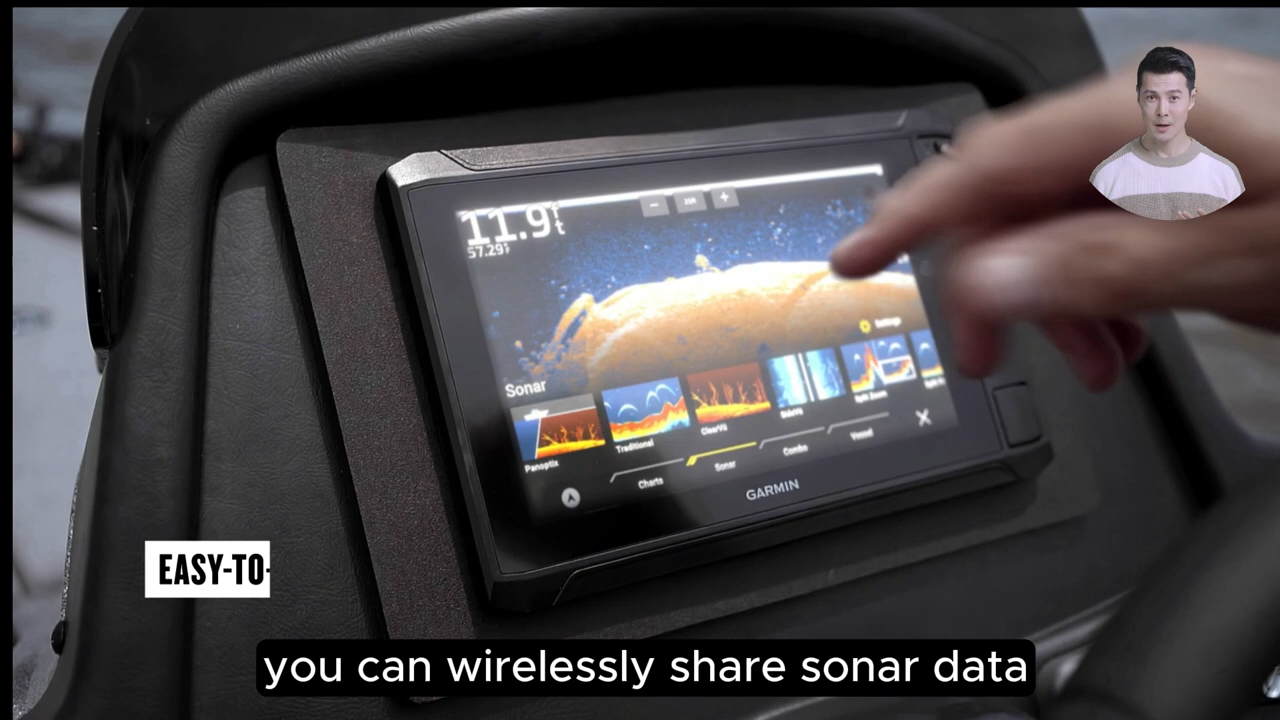 11.9 ft
57.29°F
Sonar
Settings
Panoptix
Traditional
ClearVü
SideVü
Split Zoom
Charts
Sonar
Combo
Vessel
GARMIN
EASY-TO-
you can wirelessly share sonar data